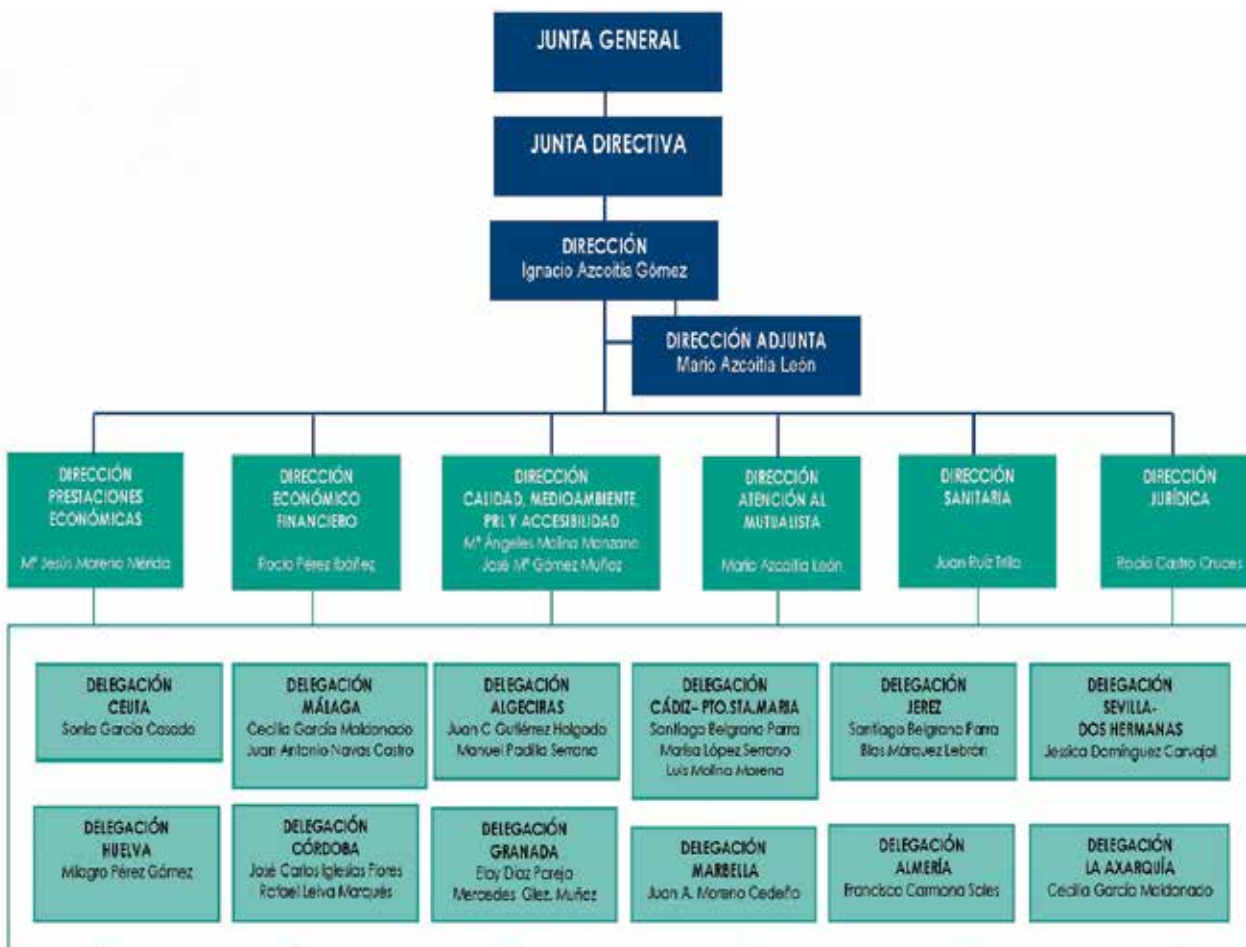 JUNTA GENERAL
JUNTA DIRECTIVA
DIRECCIÓN
Ignacio Azcoitia Gómez
DIRECCIÓN ADJUNTA
Mario Azcoitia León
DIRECCIÓN
PRESTACIONES
ECONÓMICAS
Mª Jesús Moreno Mérida
DIRECCIÓN
ECONÓMICO
FINANCIERO
Rocío Pérez Ibáñez
DIRECCIÓN
CALIDAD, MEDIOAMBIENTE,
PRL Y ACCESIBILIDAD
Mª Ángeles Molina Manzano
José Mª Gómez Muñoz
DIRECCIÓN
ATENCIÓN AL
MUTUALISTA
Mario Azcoitia León
DIRECCIÓN
SANITARIA
Juan Ruiz Trillo
DIRECCIÓN
JURÍDICA
Rocío Castro Cruces
DELEGACIÓN
CEUTA
Sonia García Casado
DELEGACIÓN
MÁLAGA
Cecilia García Maldonado
Juan Antonio Navas Castro
DELEGACIÓN
ALGECIRAS
Juan C Gutiérrez Holgado
Manuel Padilla Serrano
DELEGACIÓN
CÁDIZ- PTO.STA.MARIA
Santiago Belgrano Parra
Marisa López Serrano
Luis Molina Moreno
DELEGACIÓN
JEREZ
Santiago Belgrano Parra
Blas Márquez Lebrón
DELEGACIÓN
SEVILLA-
DOS HERMANAS
Jessica Domínguez Carvajal
DELEGACIÓN
HUELVA
Milagro Pérez Gómez
DELEGACIÓN
CÓRDOBA
José Carlos Iglesias Flores
Rafael Leiva Marqués
DELEGACIÓN
GRANADA
Eloy Díaz Parejo
Mercedes Glez. Muñoz
DELEGACIÓN
MARBELLA
Juan A. Moreno Cedeño
DELEGACIÓN
ALMERÍA
Francisco Carmona Sales
DELEGACIÓN
LA AXARQUÍA
Cecilia García Maldonado